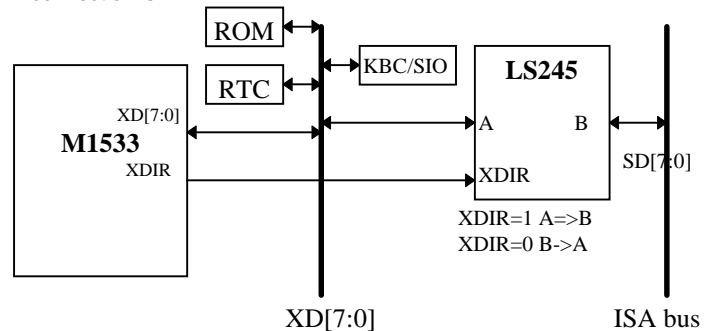 ROM
KBC/SIO
LS245
RTC
XD[7:0]
M1533
A
B
XDIR
XDIR
SD[7:0]
XDIR=1 A=>B
XDIR=0 B->A
XD[7:0]
ISA bus